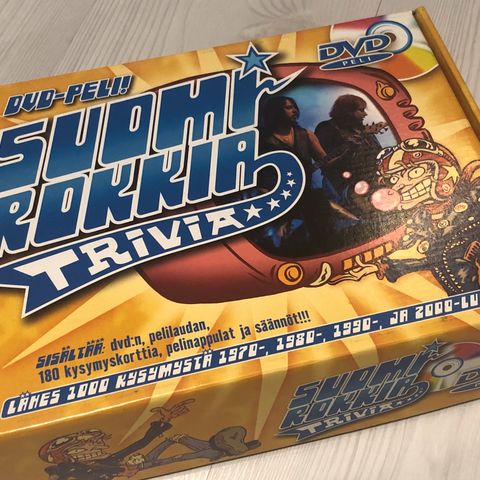 DVD-PELI!
DVD
PELI
SUOMI
ROKKIA
TRiViA
SISÄLTÄÄ: dvd:n, pelilaudan,
180 kysymyskorttia, pelinappulat ja säännöt!!!
LÄHES 1000 KYSYMYSTÄ 1970-, 1980-, 1990-, JA 2000-LU
SUOMI
ROKKIA
TRiViA